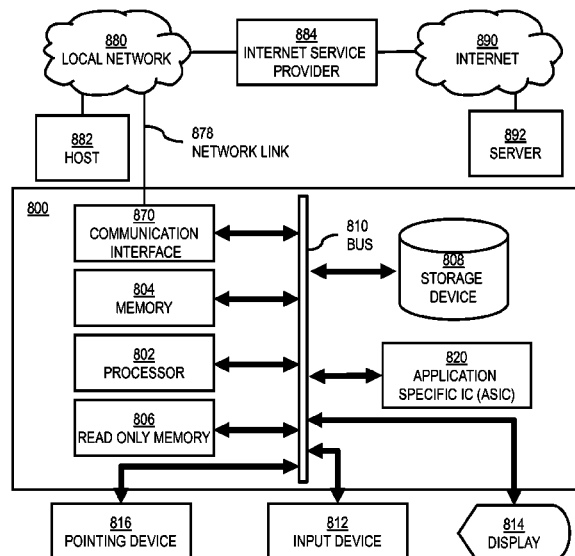 880
LOCAL NETWORK
884
INTERNET SERVICE
PROVIDER
890
INTERNET
882
HOST
878
NETWORK LINK
892
SERVER
800
870
COMMUNICATION
INTERFACE
810
BUS
808
STORAGE
DEVICE
804
MEMORY
802
PROCESSOR
820
APPLICATION
SPECIFIC IC (ASIC)
806
READ ONLY MEMORY
816
POINTING DEVICE
812
INPUT DEVICE
814
DISPLAY